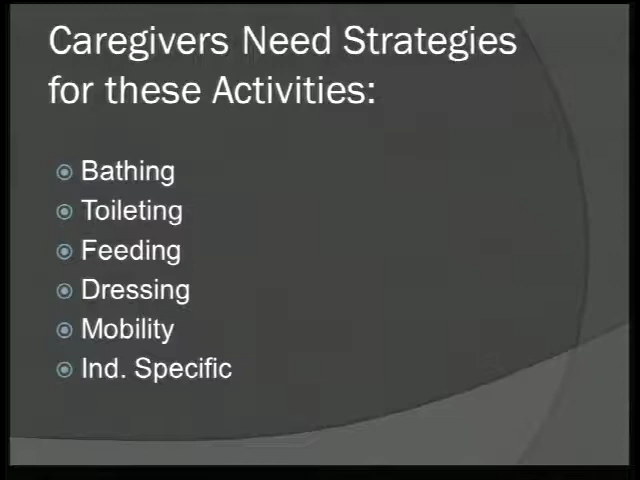 Caregivers Need Strategies
for these Activities:
Bathing
Toileting
Feeding
Dressing
Mobility
Ind. Specific